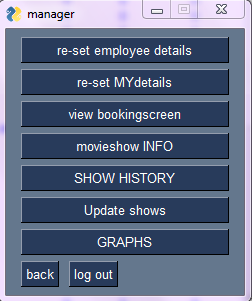 manager
re-set employee details
re-set MYdetails
view bookingscreen
movieshow INFO
SHOW HISTORY
Update shows
GRAPHS
back log out